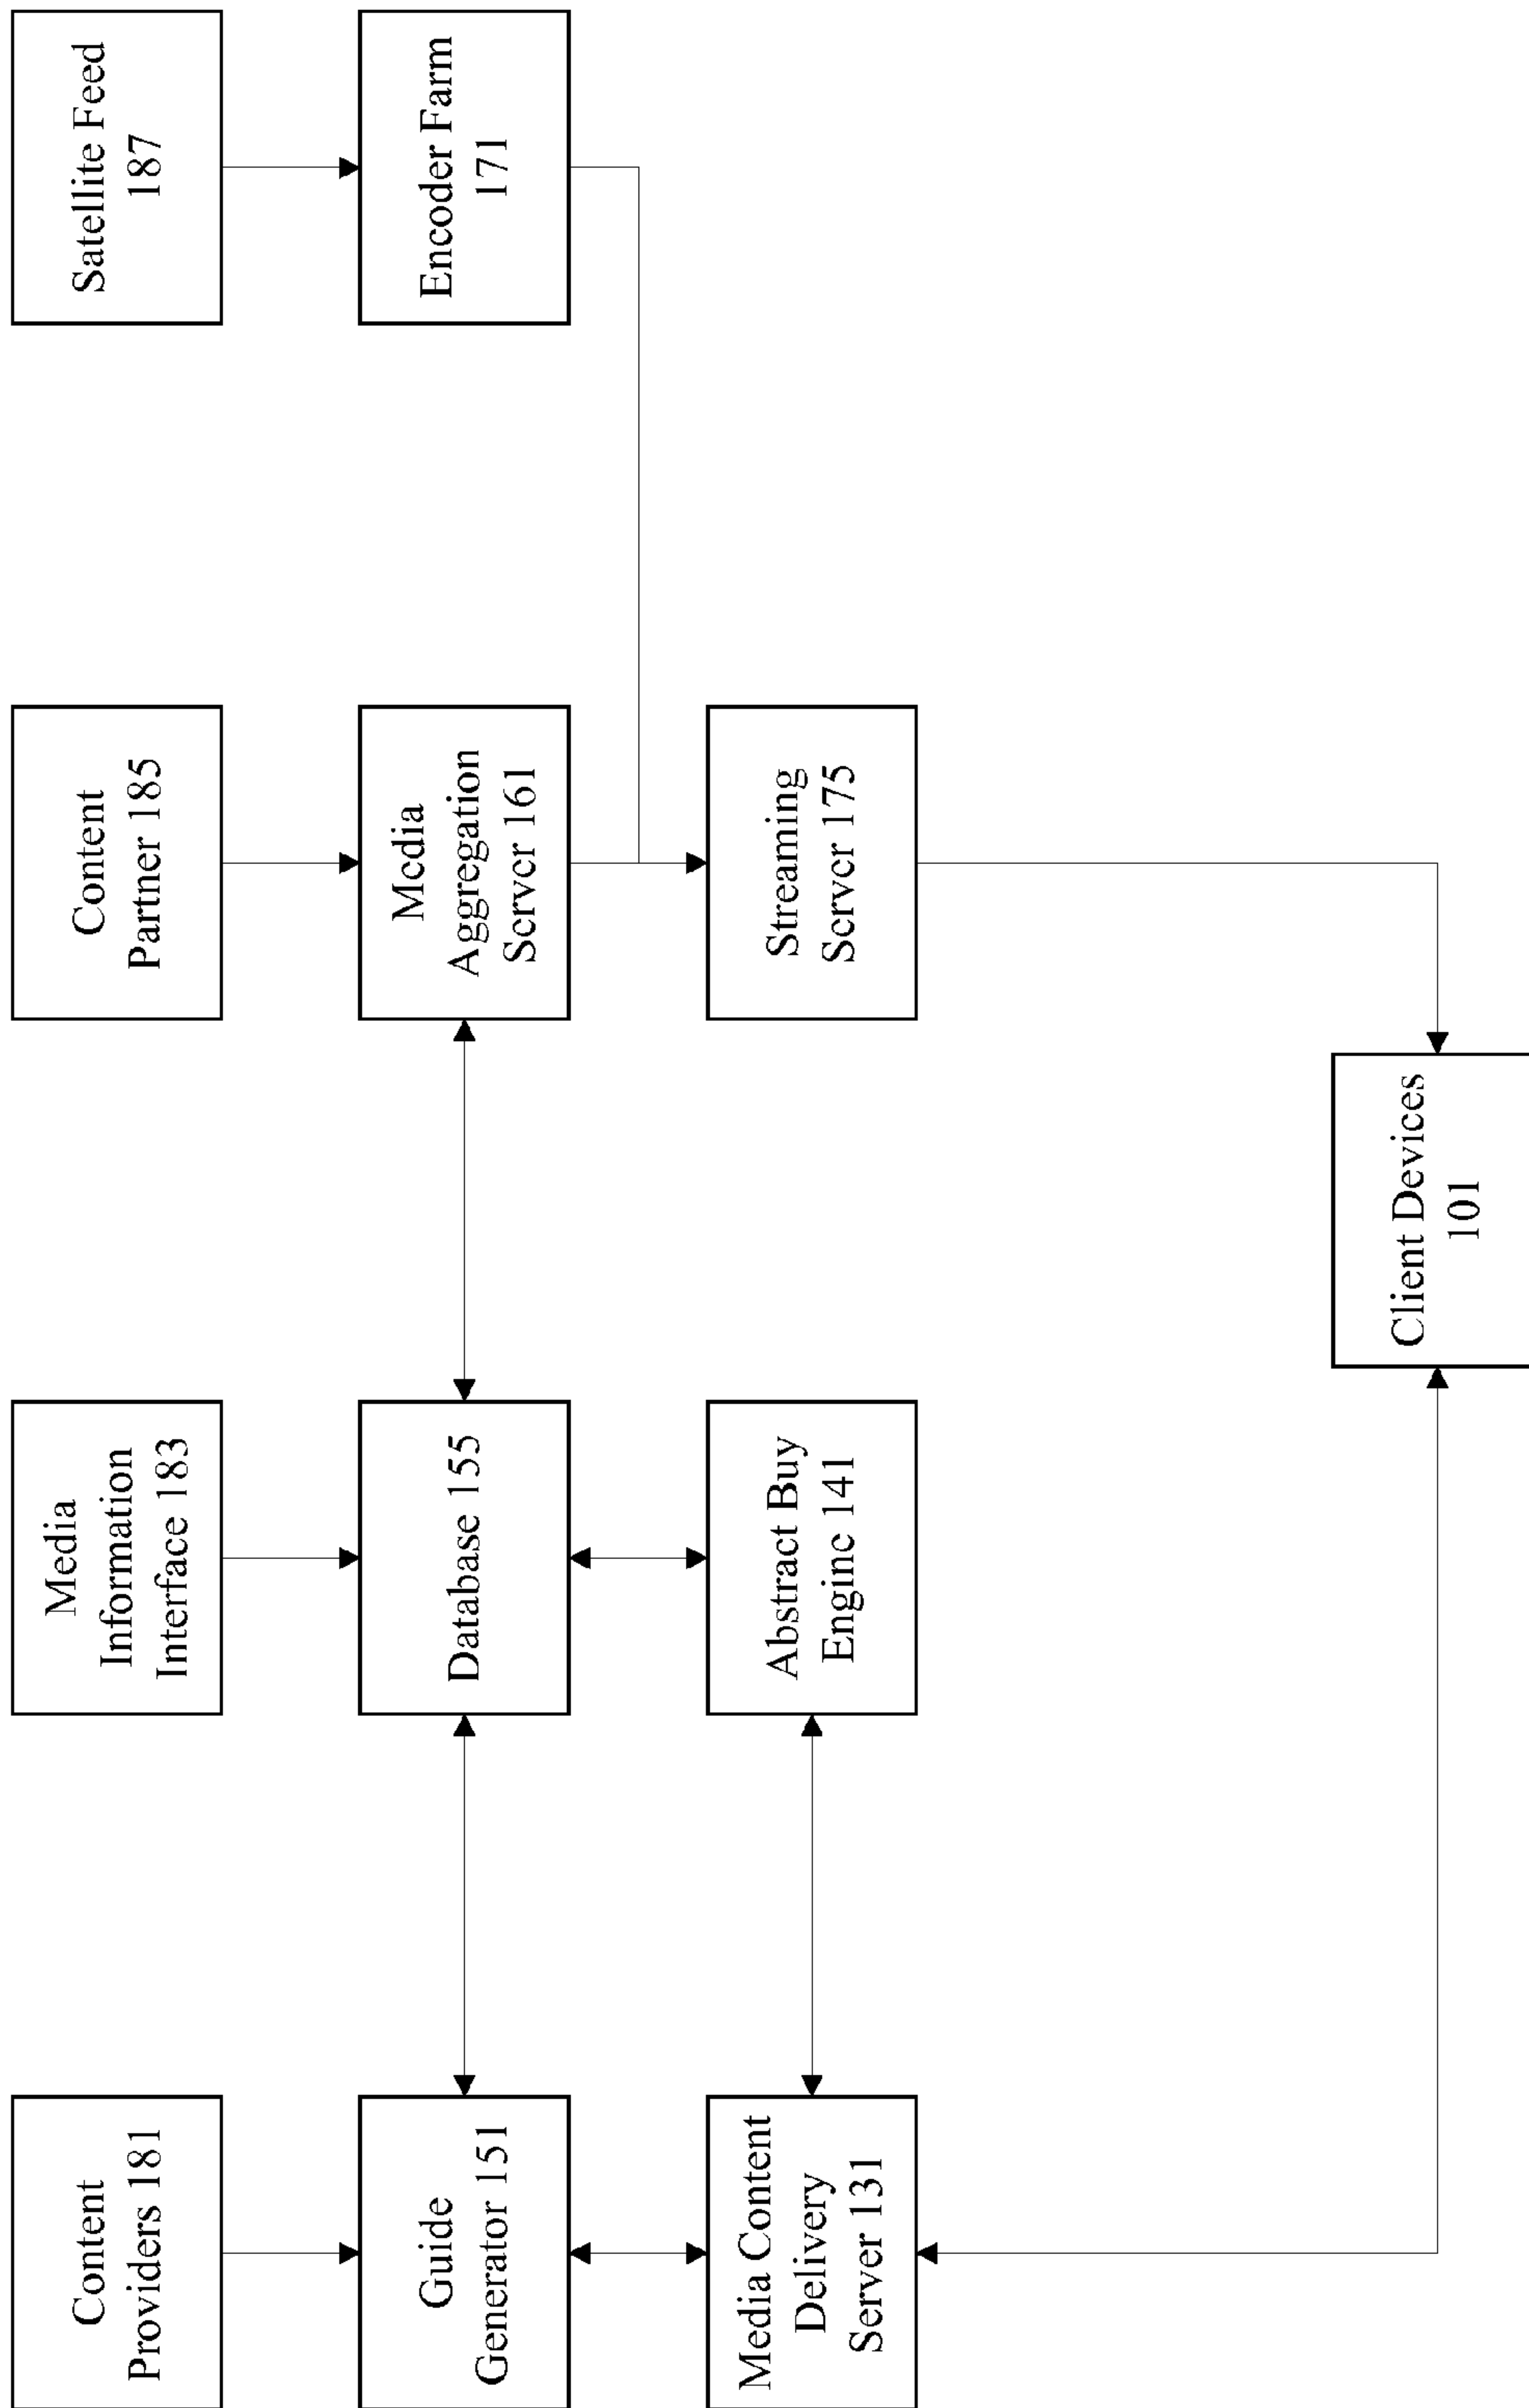 Content
Providers 181
Media
Information
Interface 183
Content
Partner 185
Satellite Feed
187
Guide
Generator 151
Database 155
Media
Aggregation
Server 161
Encoder Farm
171
Media Content
Delivery
Server 131
Abstract Buy
Engine 141
Streaming
Server 175
Client Devices
101